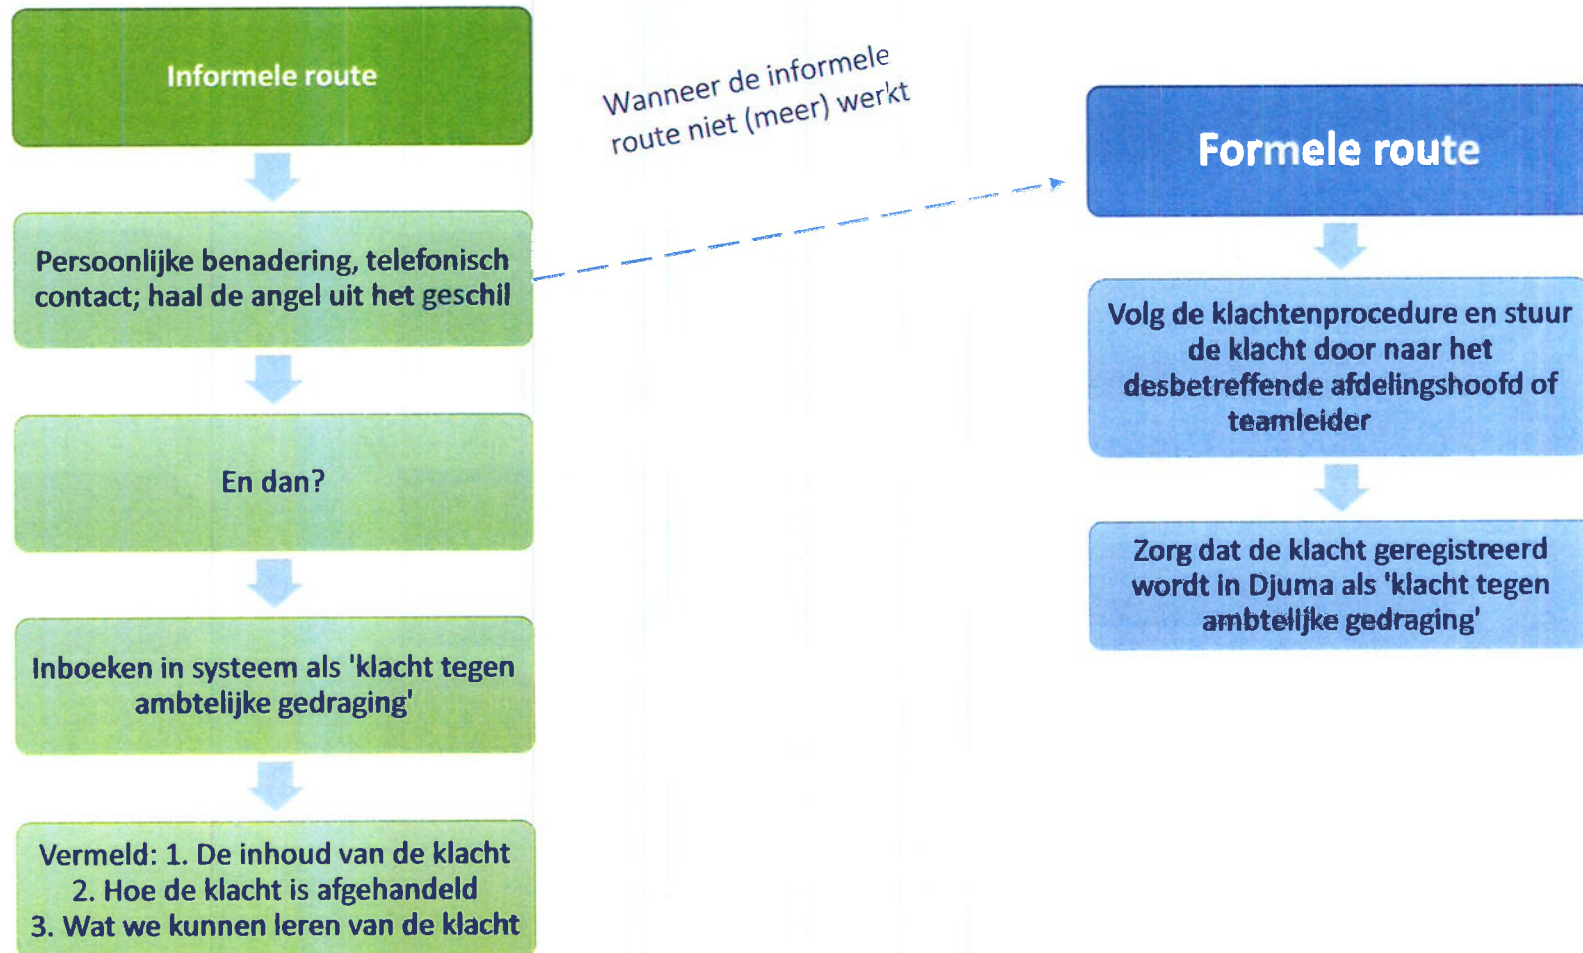 Informele route
Persoonlijke benadering, telefonisch
contact; haal de angel uit het geschil
En dan?
Inboeken in systeem als 'klacht tegen
ambtelijke gedraging'
Vermeld: 1. De inhoud van de klacht
2. Hoe de klacht is afgehandeld
3. Wat we kunnen leren van de klacht
Wanneer de informele
route niet (meer) werkt
Formele route
Volg de klachtenprocedure en stuur
de klacht door naar het
desbetreffende afdelingshoofd of
teamleider
Zorg dat de klacht geregistreerd
wordt in Djuma als 'klacht tegen
ambtelijke gedraging'